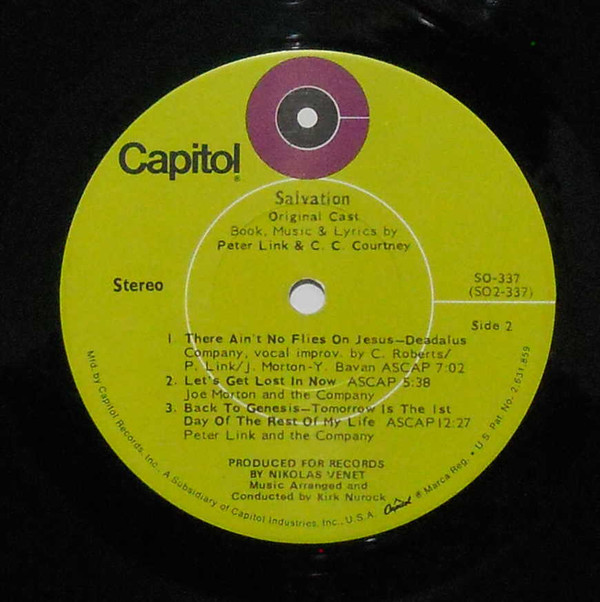 Capitol®
Salvation
Original Cast
Book, Music & Lyrics by
Peter Link & C. C. Courtney
Stereo
SO-337
(SO2-337)
Side 2
1. There Ain't No Flies On Jesus—Deadalus
Company, vocal improv. by C. Roberts/
P. Link/J. Morton-Y. Bavan ASCAP 7:02
2. Let's Get Lost In Now ASCAP 5:38
Joe Morton and the Company
3. Back To Genesis—Tomorrow Is The 1st
Day Of The Rest Of My Life ASCAP 12:27
Peter Link and the Company
PRODUCED FOR RECORDS
BY NIKOLAS VENET
Music Arranged and
Conducted by Kirk Nurock
Mfd. by Capitol Records, Inc., A Subsidiary of Capitol Industries, Inc., U.S.A. Capitol ® Marca Reg. • U.S. Pat. No. 2,631,859